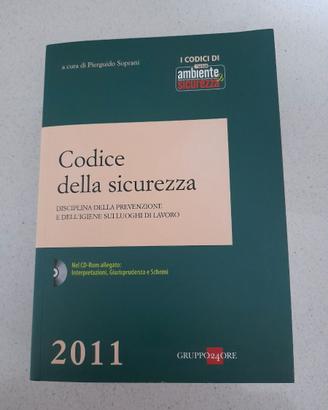 a cura di Pierguido Soprani
I CODICI DI
ambiente
sicurezza
Codice
della sicurezza
DISCIPLINA DELLA PREVENZIONE
E DELL'IGIENE SUI LUOGHI DI LAVORO
Nel CD-Rom allegato:
Interpretazioni, Giurisprudenza e Schemi
2011
GRUPPO24ORE